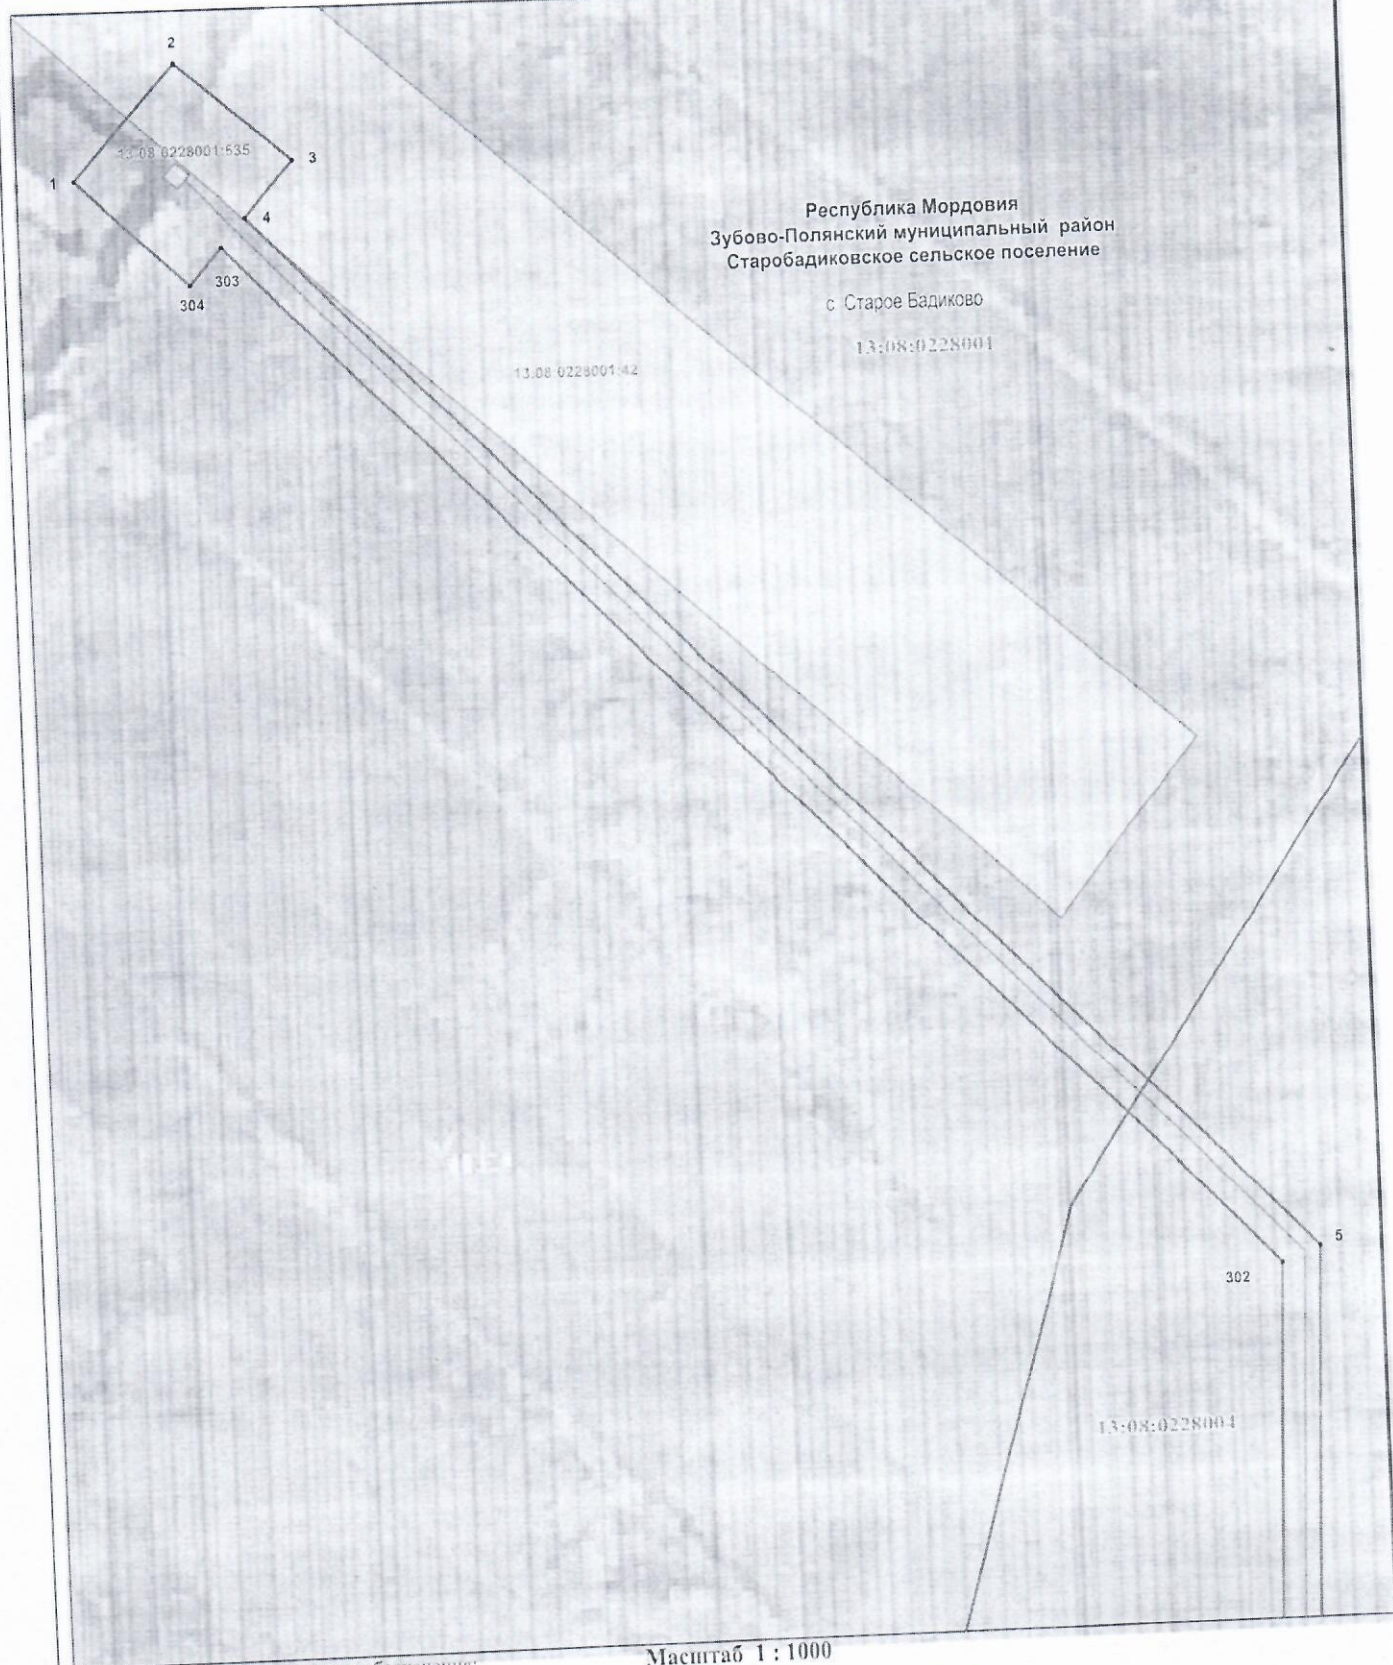 2
13:08:0228001:535
3
1
4
Республика Мордовия
Зубово-Полянский муниципальный район
Старобадиковское сельское поселение
303
304
с Старое Бадиково
13:08:0228001
13:08:0228001:42
5
302
13:08:0228004
Масштаб 1 : 1000